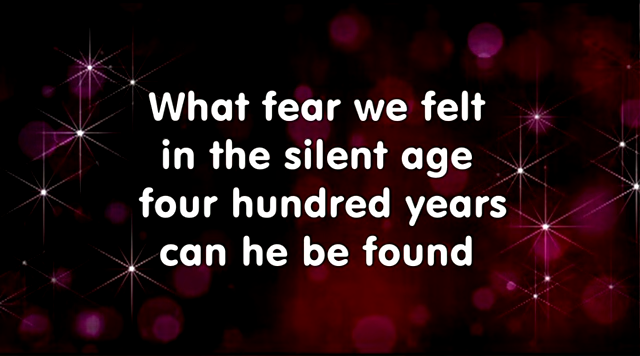 What fear we felt
in the silent age
four hundred years
can he be found